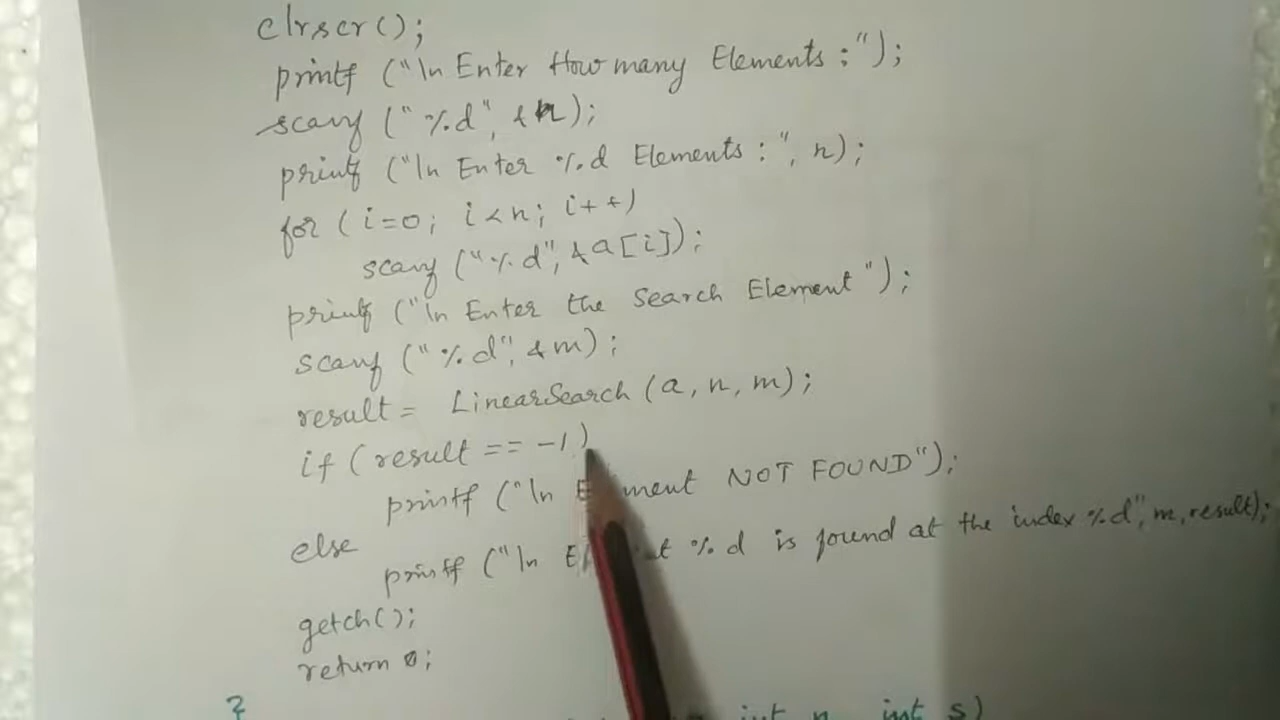 clrscr();
printf ("\n Enter How many Elements :");
scanf ("%d", &n);
printf ("\n Enter %d Elements : ", n);
for (i=0; i<n; i++)
scanf ("%d", &a[i]);
printf ("\n Enter the Search Element");
scanf ("%d", &m);
result = LinearSearch (a, n, m);
if (result == -1)
printf ("\n ment NOT FOUND");
else
printf ("\n %d is found at the index %d", m, result);
getch();
return 0;
}
int n, int s)